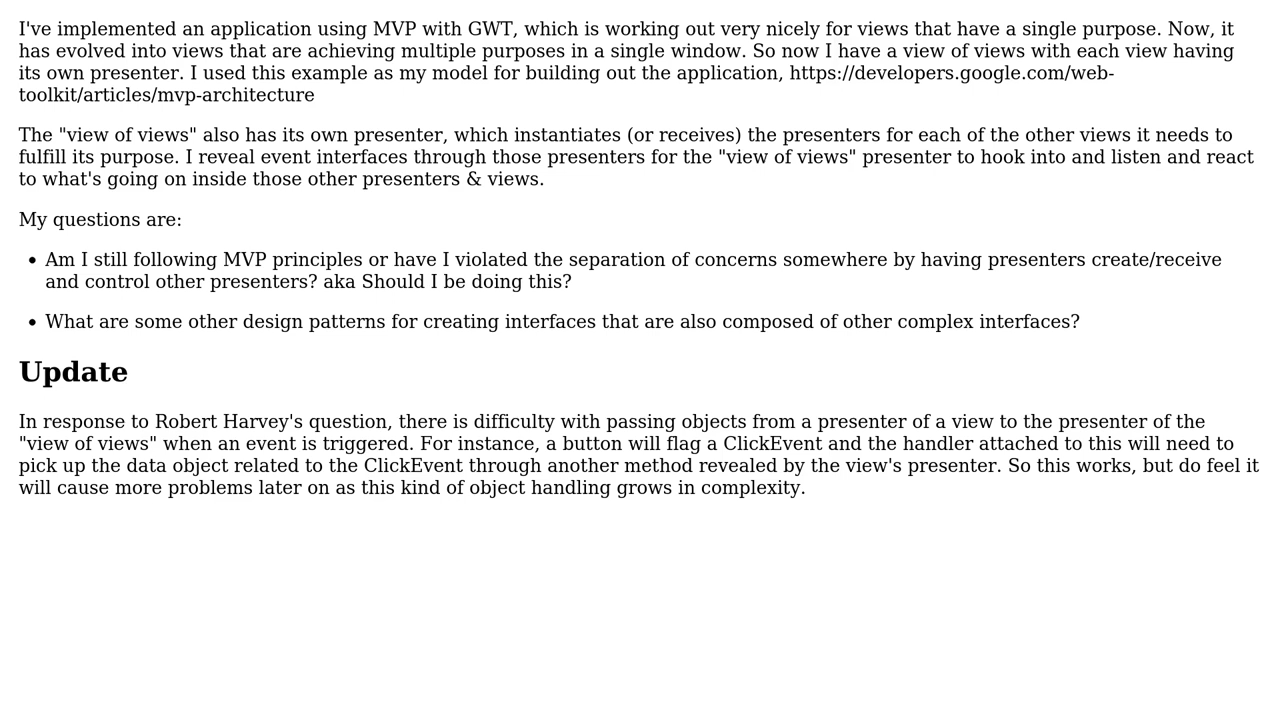 I've implemented an application using MVP with GWT, which is working out very nicely for views that have a single purpose. Now, it
has evolved into views that are achieving multiple purposes in a single window. So now I have a view of views with each view having
its own presenter. I used this example as my model for building out the application, https://developers.google.com/web-
toolkit/articles/mvp-architecture
The "view of views" also has its own presenter, which instantiates (or receives) the presenters for each of the other views it needs to
fulfill its purpose. I reveal event interfaces through those presenters for the "view of views" presenter to hook into and listen and react
to what's going on inside those other presenters & views.
My questions are:
• Am I still following MVP principles or have I violated the separation of concerns somewhere by having presenters create/receive
and control other presenters? aka Should I be doing this?
• What are some other design patterns for creating interfaces that are also composed of other complex interfaces?
Update
In response to Robert Harvey's question, there is difficulty with passing objects from a presenter of a view to the presenter of the
"view of views" when an event is triggered. For instance, a button will flag a ClickEvent and the handler attached to this will need to
pick up the data object related to the ClickEvent through another method revealed by the view's presenter. So this works, but do feel it
will cause more problems later on as this kind of object handling grows in complexity.